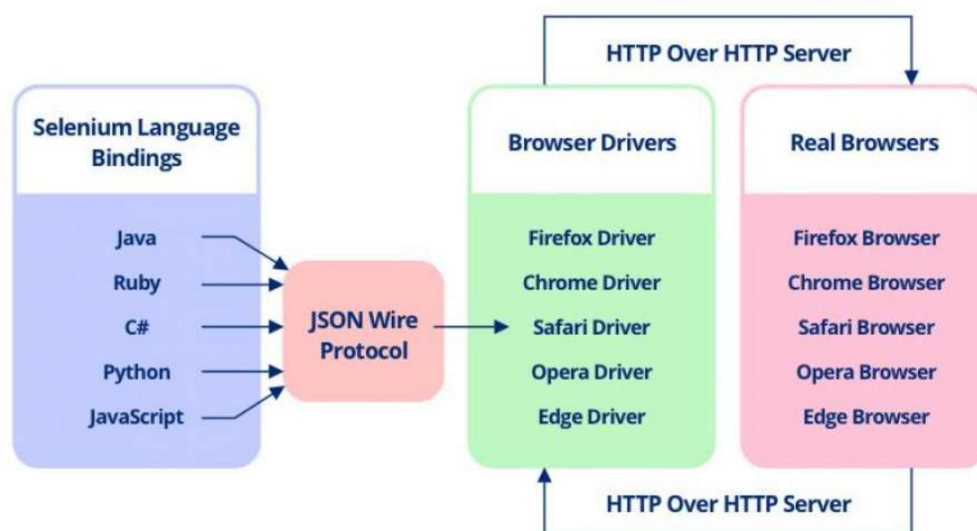 HTTP Over HTTP Server
Selenium Language
Bindings
Java
Ruby
C#
Python
JavaScript
JSON Wire
Protocol
Browser Drivers
Firefox Driver
Chrome Driver
Safari Driver
Opera Driver
Edge Driver
Real Browsers
Firefox Browser
Chrome Browser
Safari Browser
Opera Browser
Edge Browser
HTTP Over HTTP Server